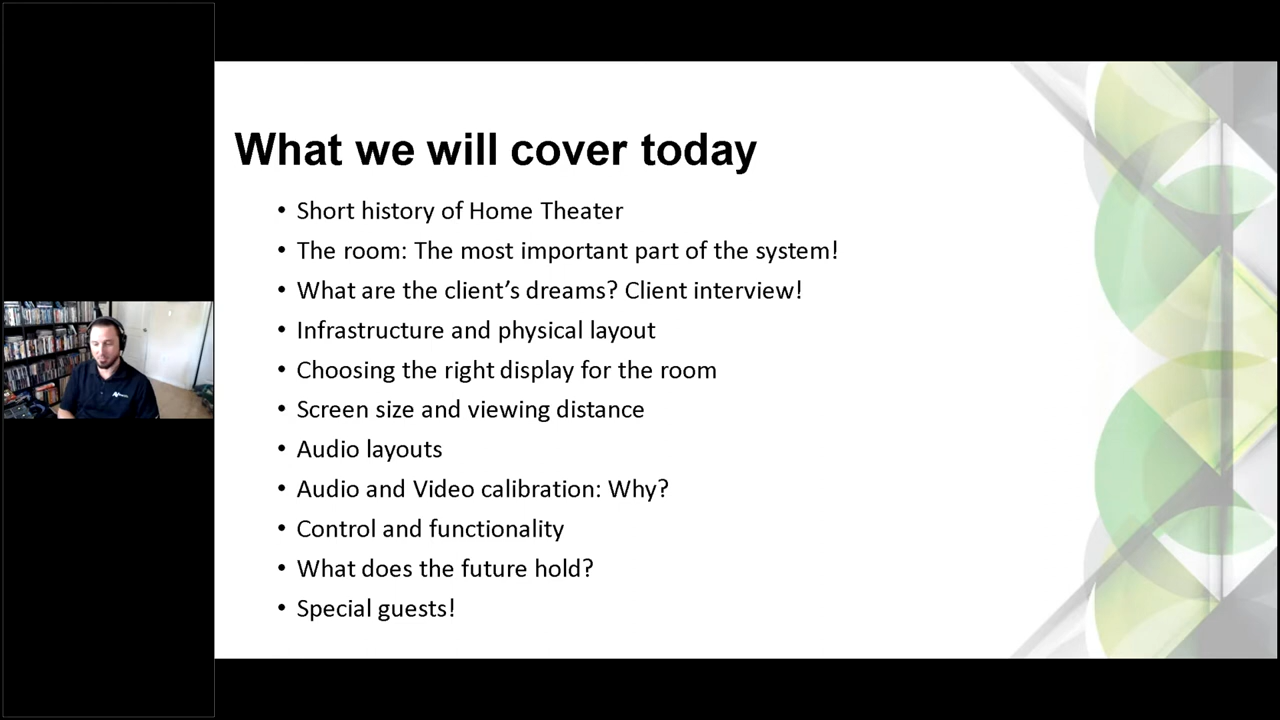 What we will cover today
• Short history of Home Theater
• The room: The most important part of the system!
• What are the client’s dreams? Client interview!
• Infrastructure and physical layout
• Choosing the right display for the room
• Screen size and viewing distance
• Audio layouts
• Audio and Video calibration: Why?
• Control and functionality
• What does the future hold?
• Special guests!